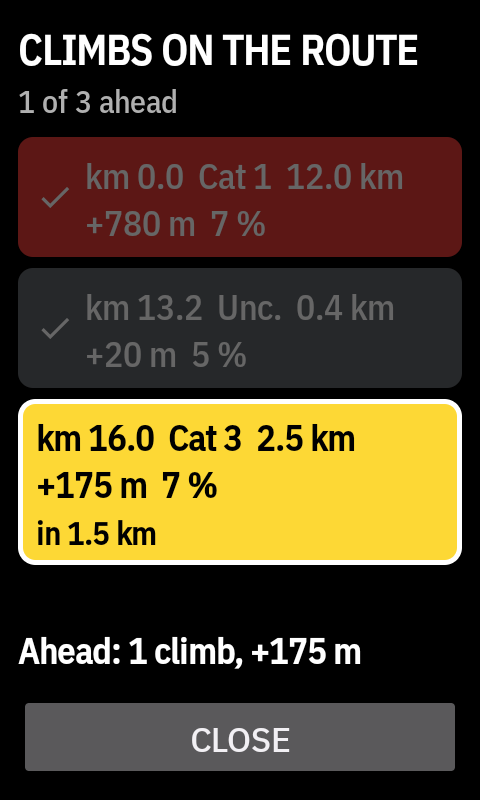 CLIMBS ON THE ROUTE
1 of 3 ahead
km 0.0 Cat 1 12.0 km
+780 m 7 %
km 13.2 Unc. 0.4 km
+20 m 5 %
km 16.0 Cat 3 2.5 km
+175 m 7 %
in 1.5 km
Ahead: 1 climb, +175 m
CLOSE